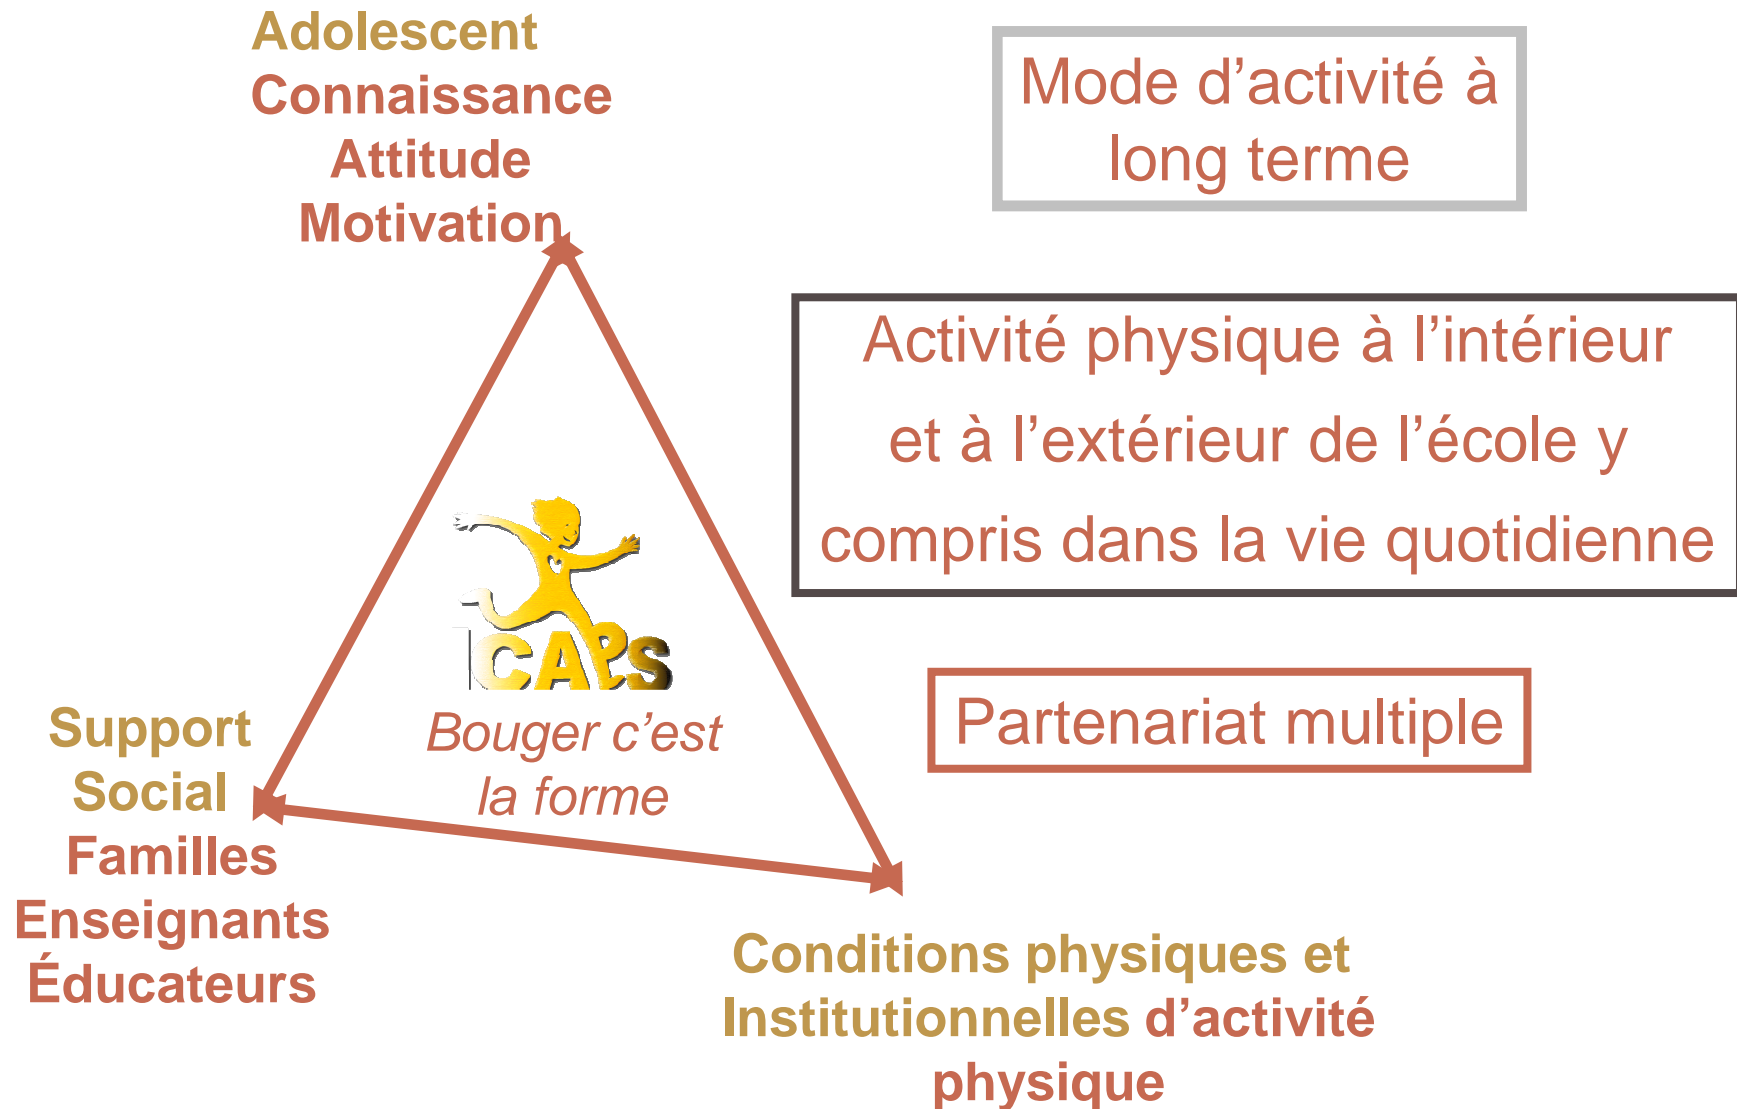 Adolescent
Connaissance
Attitude
Motivation
Mode d’activité à
long terme
Activité physique à l’intérieur
et à l’extérieur de l’école y
compris dans la vie quotidienne
ICAPS
Bouger c’est
la forme
Partenariat multiple
Support
Social
Familles
Enseignants
Éducateurs
Conditions physiques et
Institutionnelles d’activité
physique